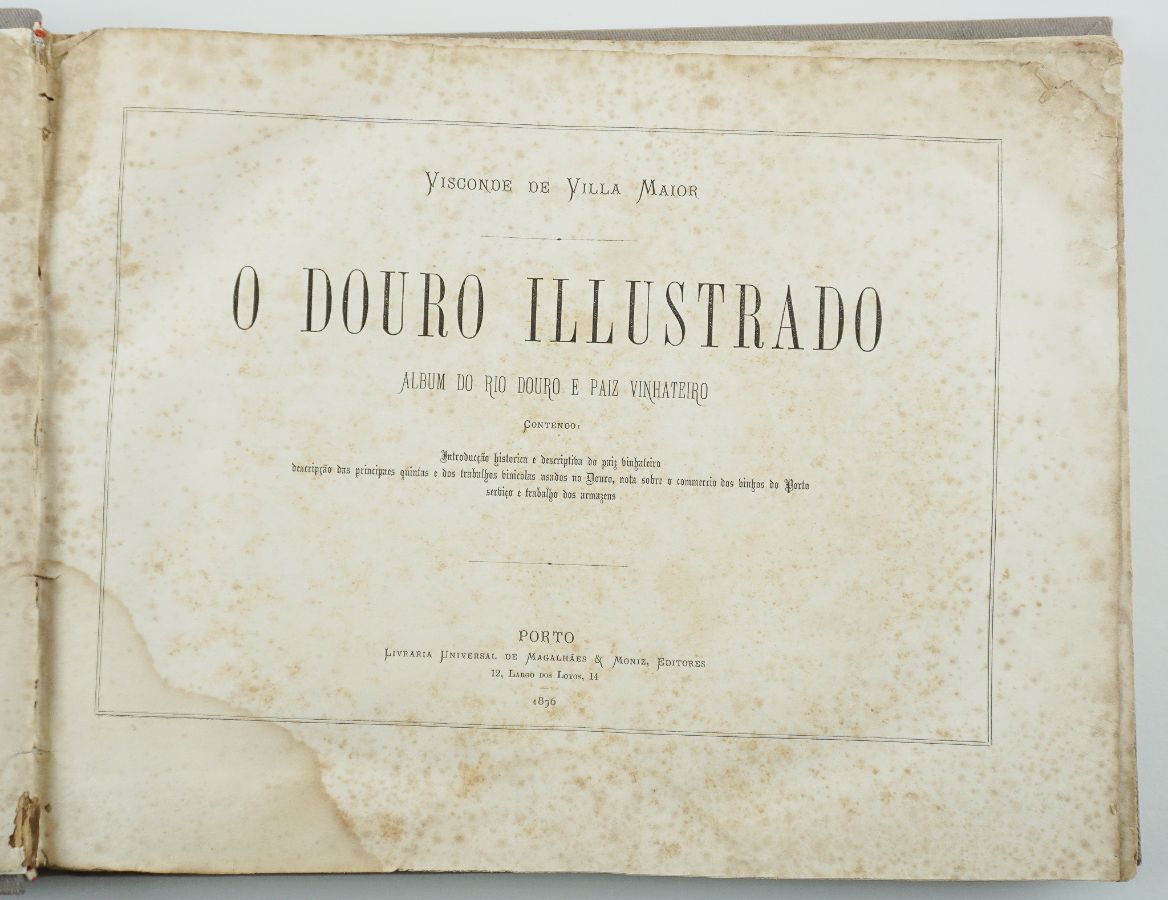 Visconde de Villa Maior
O DOURO ILLUSTRADO
ALBUM DO RIO DOURO E PAIZ VINHATEIRO
Contendo:
Introducção historica e descriptiva do paiz vinhateiro
descripção das principaes quintas e dos trabalhos vinicolas usados no Douro, nota sobre o commercio dos vinhos do Porto
serviço e trabalho dos armazens
PORTO
Livraria Universal de Magalhães & Moniz, Editores
12, Largo dos Loyos, 14
1876